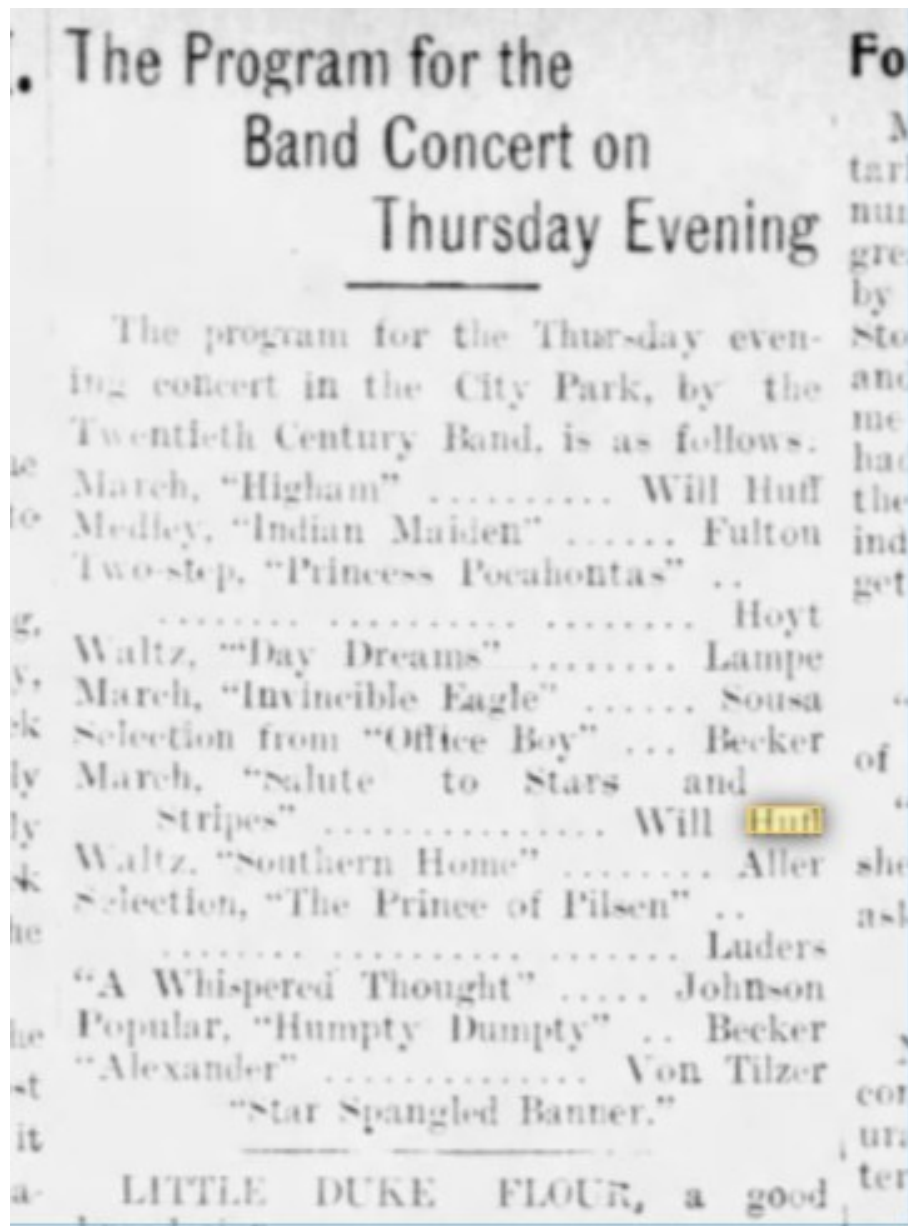 The Program for the
Band Concert on
Thursday Evening
The program for the Thursday even-
ing concert in the City Park, by the
Twentieth Century Band, is as follows:
March, "Higham" .......... Will Huff
Medley, "Indian Maiden" ...... Fulton
Two-step, "Princess Pocahontas" ..
........ .......... ........ ........ Hoyt
Waltz, "Day Dreams" ........ Lampe
March, "Invincible Eagle" ...... Sousa
Selection from "Office Boy" ... Becker
March, "Salute to Stars and
Stripes" ................ Will Huff
Waltz, "Southern Home" ........ Aller
Selection, "The Prince of Pilsen" ..
........ .......... ....... ....... Luders
"A Whispered Thought" ..... Johnson
Popular, "Humpty Dumpty" .. Becker
"Alexander" ............... Von Tilzer
"Star Spangled Banner."
LITTLE DUKE FLOUR, a good